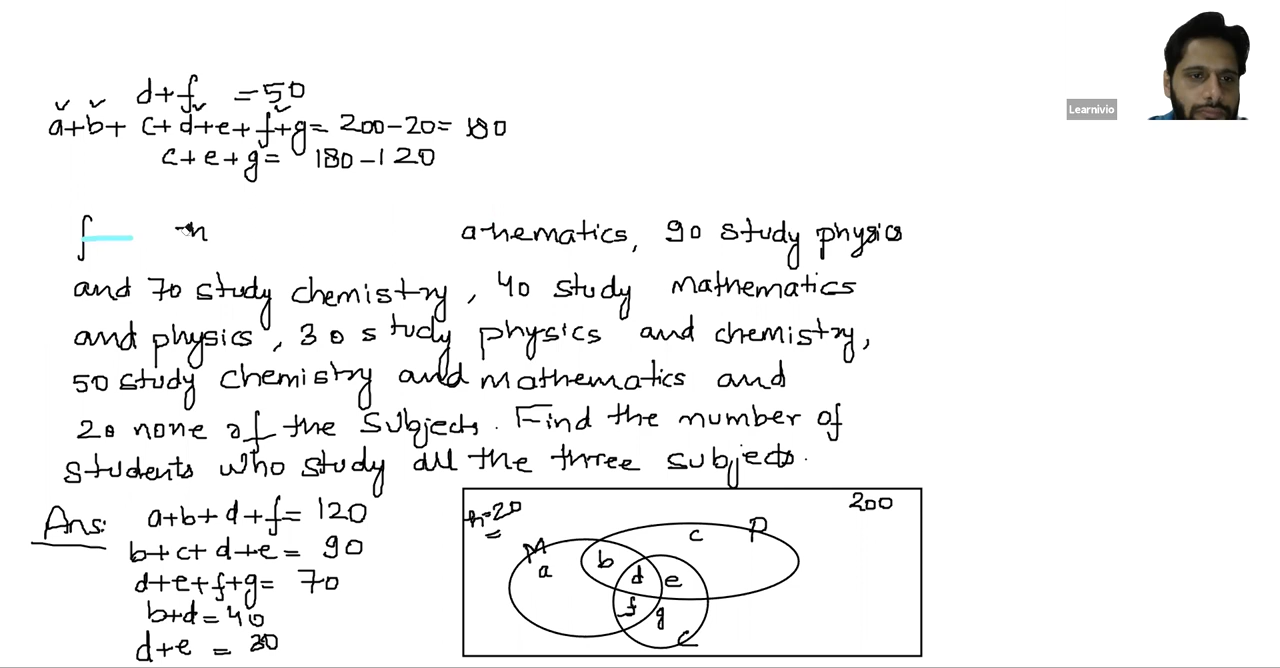 d+f = 50
a+b+ c+d+e+f+g= 200-20= 180
c+e+g= 180-120
Learnivio
athematics, 90 study physics
and 70 study chemistry, 40 study mathematics
and physics, 30 study physics and chemistry,
50 study chemistry and mathematics and
20 none of the subjects. Find the number of
students who study all the three subjects.
Ans: a+b+d+f= 120
b+c+d+e= 90
d+e+f+g= 70
b+d=40
d+e = 30
h=20
200
M
P
a
b
c
d
e
f
g
C